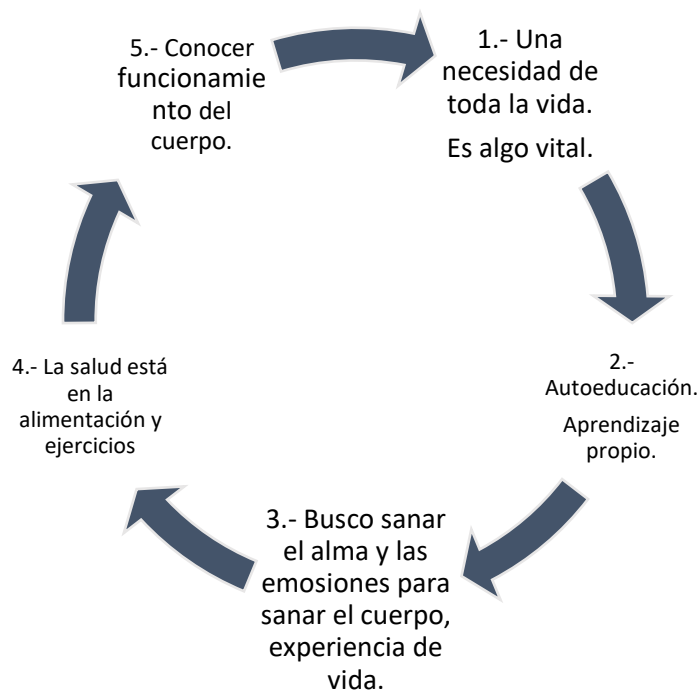 1.- Una
necesidad de
toda la vida.
Es algo vital.
2.-
Autoeducación.
Aprendizaje
propio.
3.- Busco sanar
el alma y las
emosiones para
sanar el cuerpo,
experiencia de
vida.
4.- La salud está
en la
alimentación y
ejercicios
5.- Conocer
funcionamie
nto del
cuerpo.